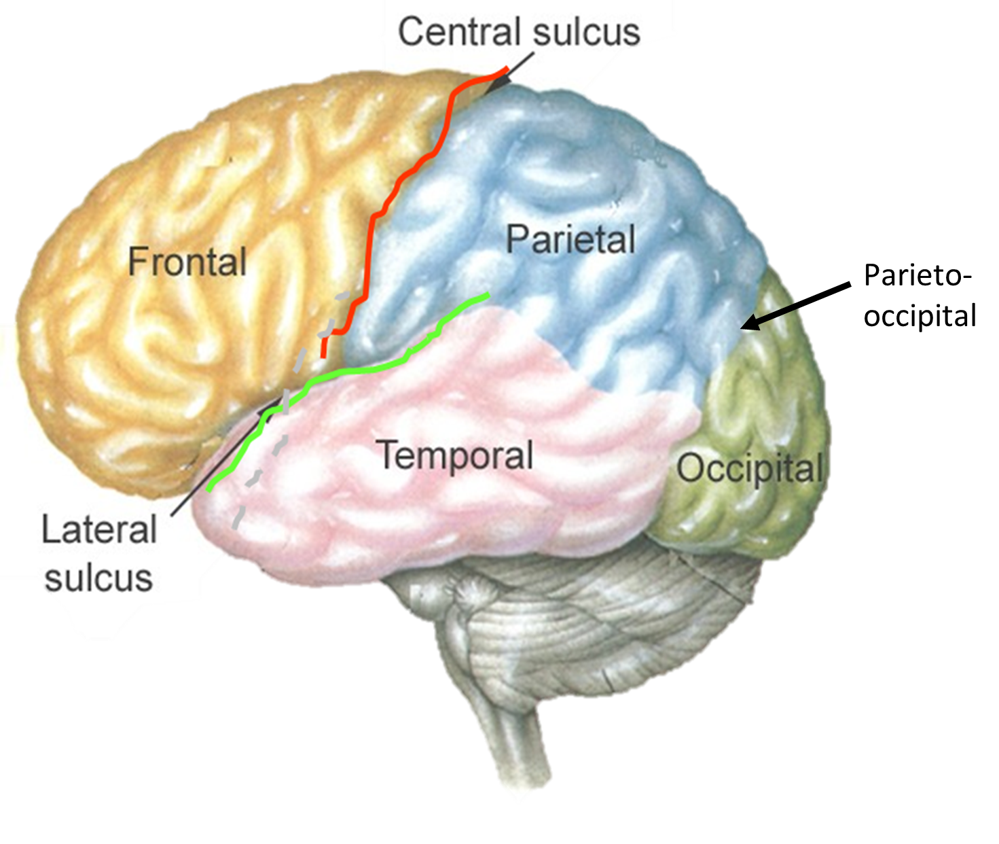 Central sulcus
Frontal
Parietal
Parieto-
occipital
Temporal
Occipital
Lateral
sulcus